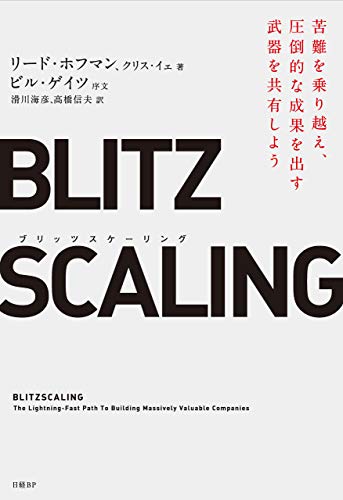 リード・ホフマン、クリス・イェ 著
ビル・ゲイツ 序文
滑川海彦、高橋信夫 訳
苦難を乗り越え、
圧倒的な成果を出す
武器を共有しよう
BLITZ
ブリッツスケーリング
SCALING
BLITZSCALING
The Lightning-Fast Path To Building Massively Valuable Companies
日経BP